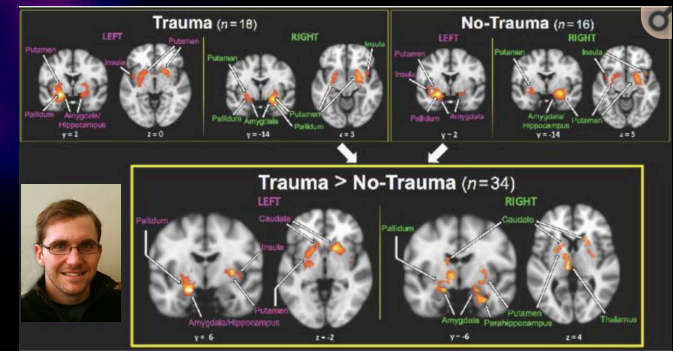 Trauma (n=18)
LEFT
Putamen
Putamen
Insula
Pallidum
Amygdala/
Hippocampus
y = 2
z = 0
RIGHT
Insula
Putamen
Pallidum
Amygdala
Putamen
Pallidum
y = -14
z = 5
No-Trauma (n=16)
LEFT
Putamen
Insula
Pallidum
Amygdala
y = 2
RIGHT
Putamen
Insula
Amygdala/
Hippocampus
Putamen
y = -14
z = 5
Trauma > No-Trauma (n=34)
LEFT
Pallidum
Caudate
Insula
Amygdala/Hippocampus
Putamen
y = 6
z = -2
RIGHT
Pallidum
Caudate
Amygdala
Putamen
Parahippocampus
Thalamus
y = -6
z = 4